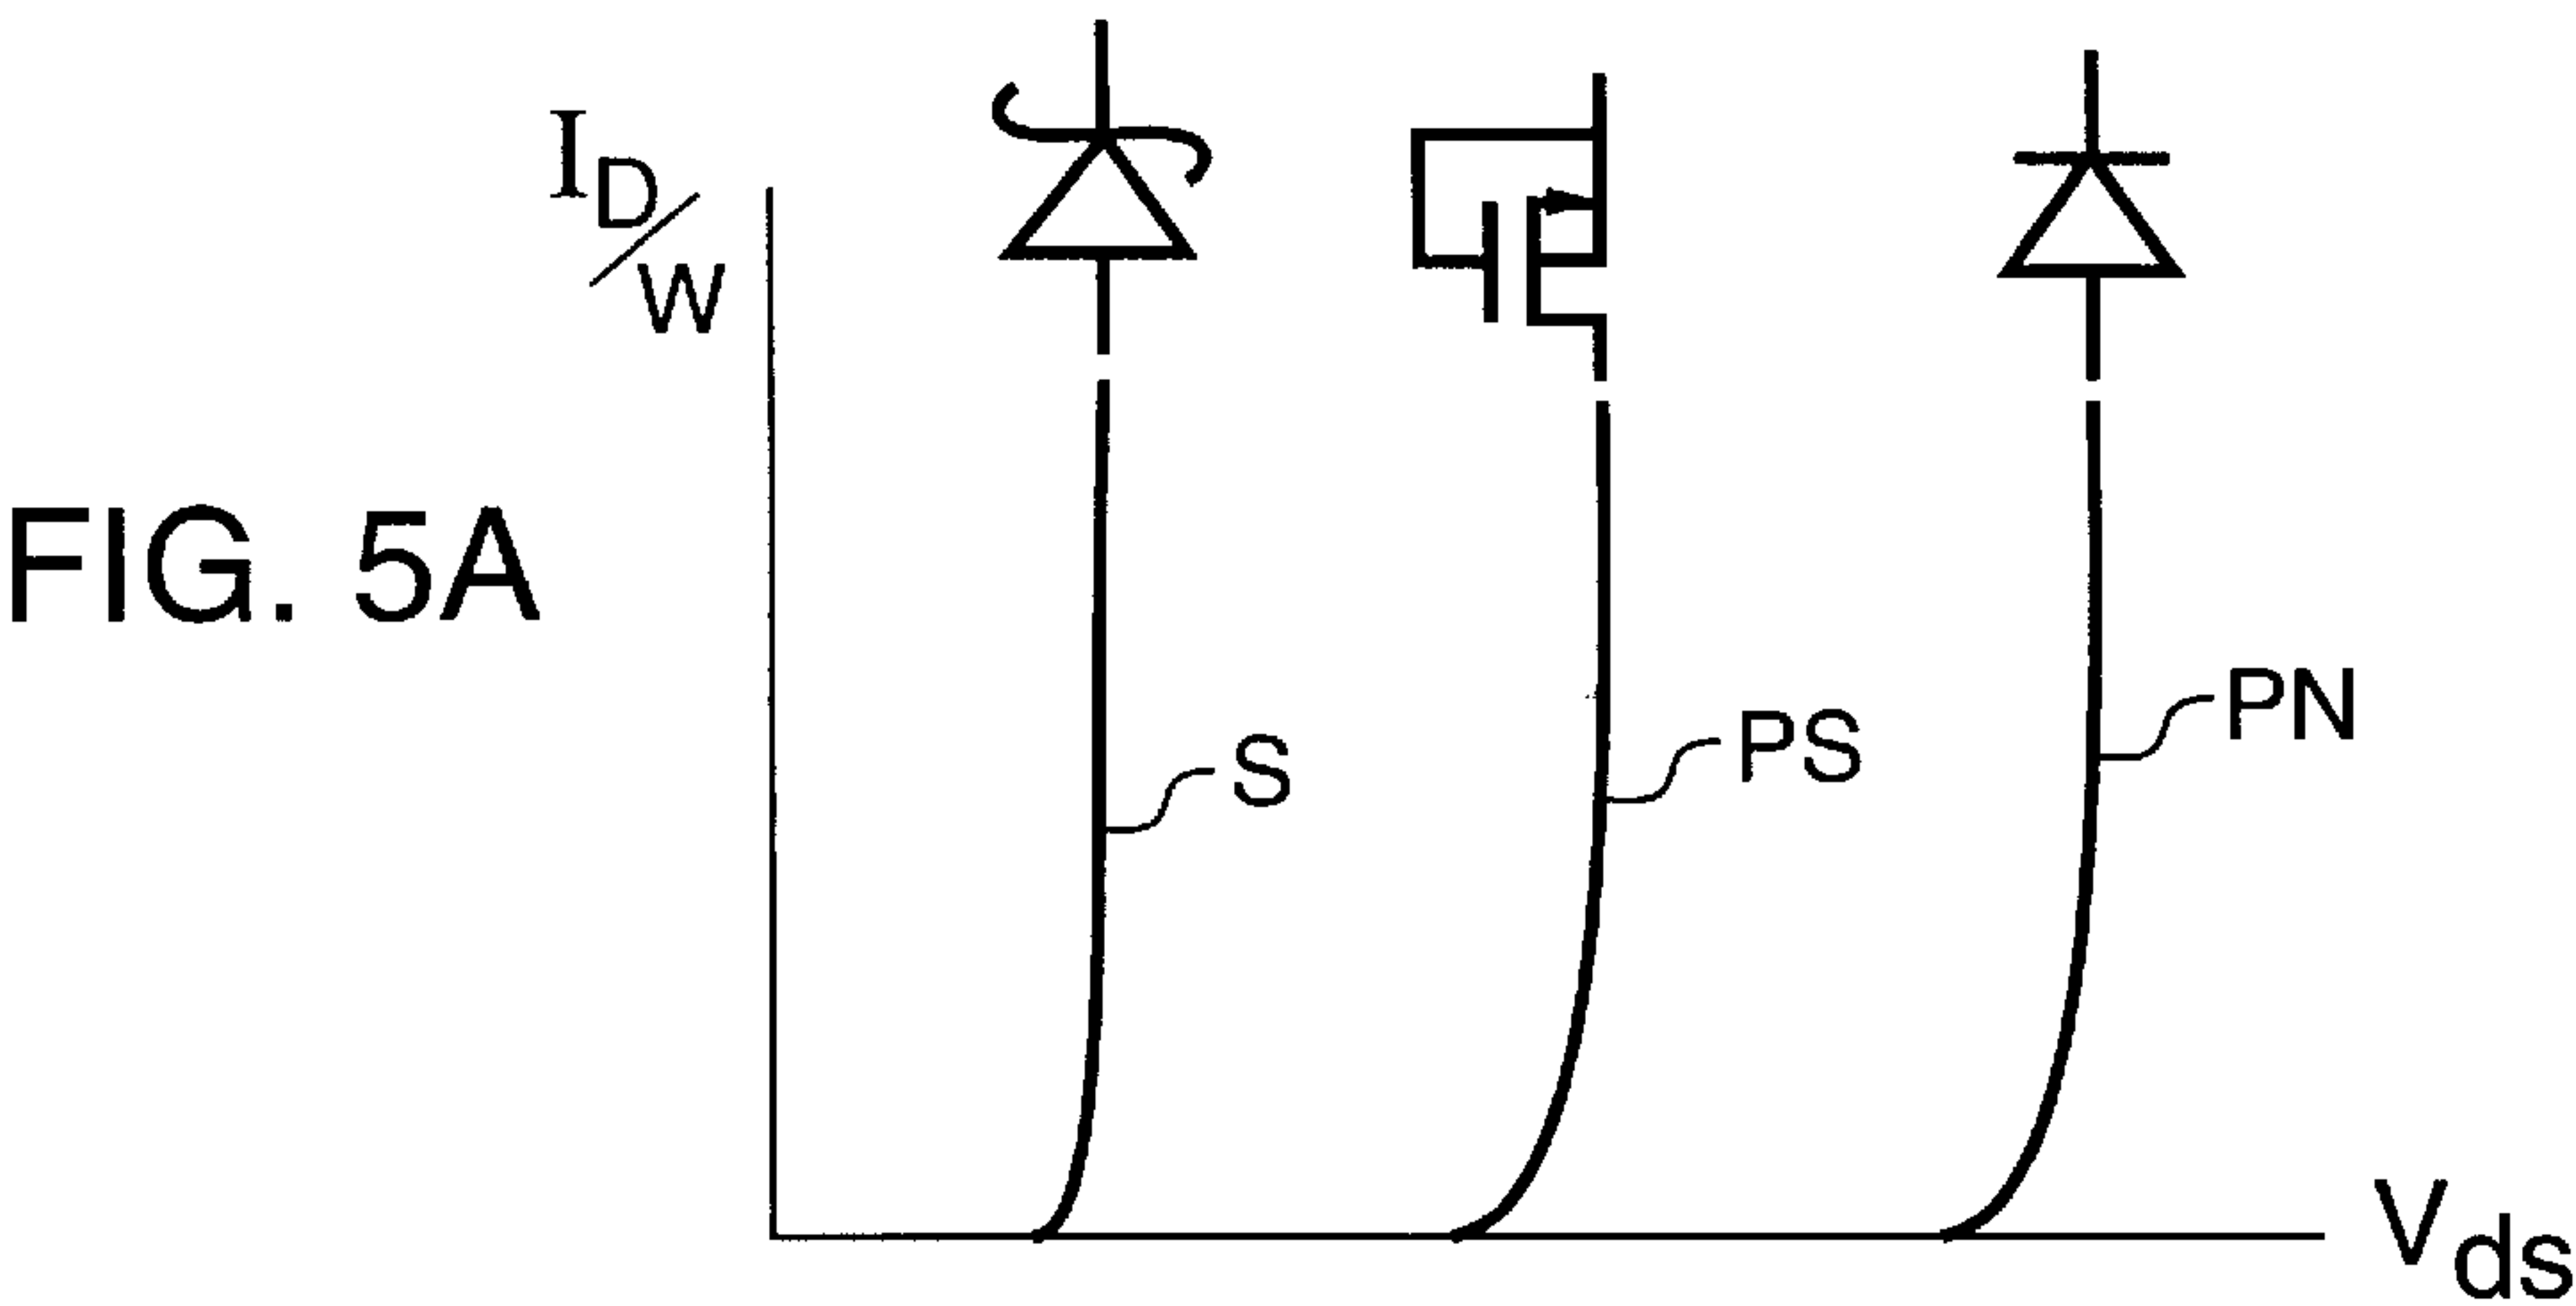 I_D/W
FIG. 5A
S
PS
PN
V_ds